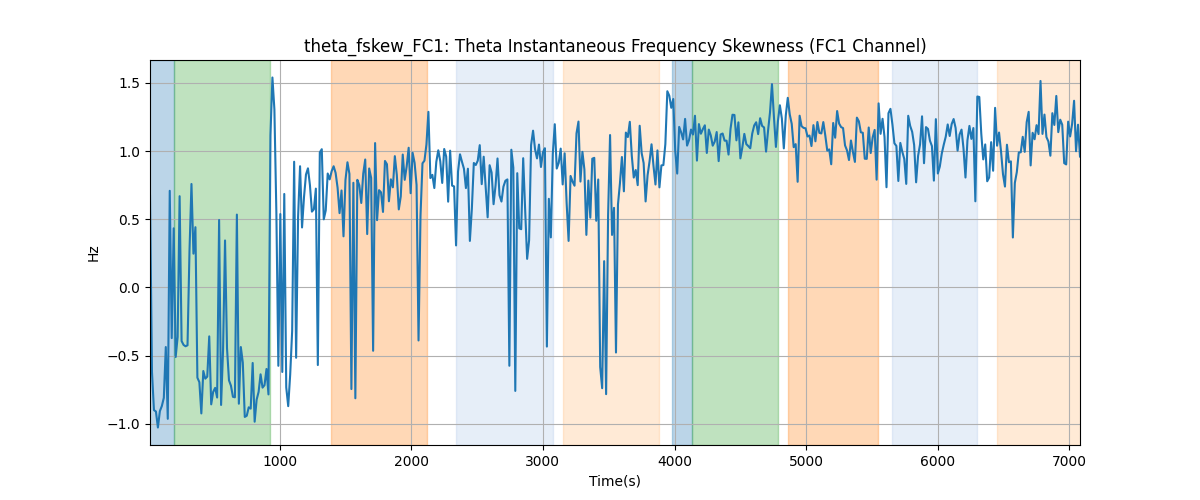 theta_fskew_FC1: Theta Instantaneous Frequency Skewness (FC1 Channel)
1.5
1.0
0.5
0.0
−0.5
−1.0
Hz
1000 2000 3000 4000 5000 6000 7000
Time(s)